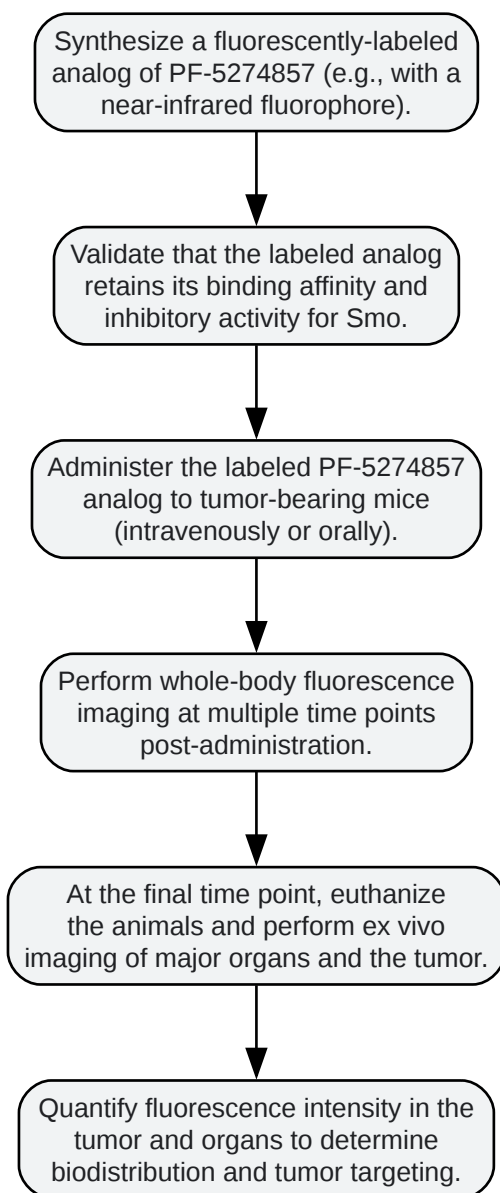 Synthesize a fluorescently-labeled
analog of PF-5274857 (e.g., with a
near-infrared fluorophore).
Validate that the labeled analog
retains its binding affinity and
inhibitory activity for Smo.
Administer the labeled PF-5274857
analog to tumor-bearing mice
(intravenously or orally).
Perform whole-body fluorescence
imaging at multiple time points
post-administration.
At the final time point, euthanize
the animals and perform ex vivo
imaging of major organs and the tumor.
Quantify fluorescence intensity in the
tumor and organs to determine
biodistribution and tumor targeting.